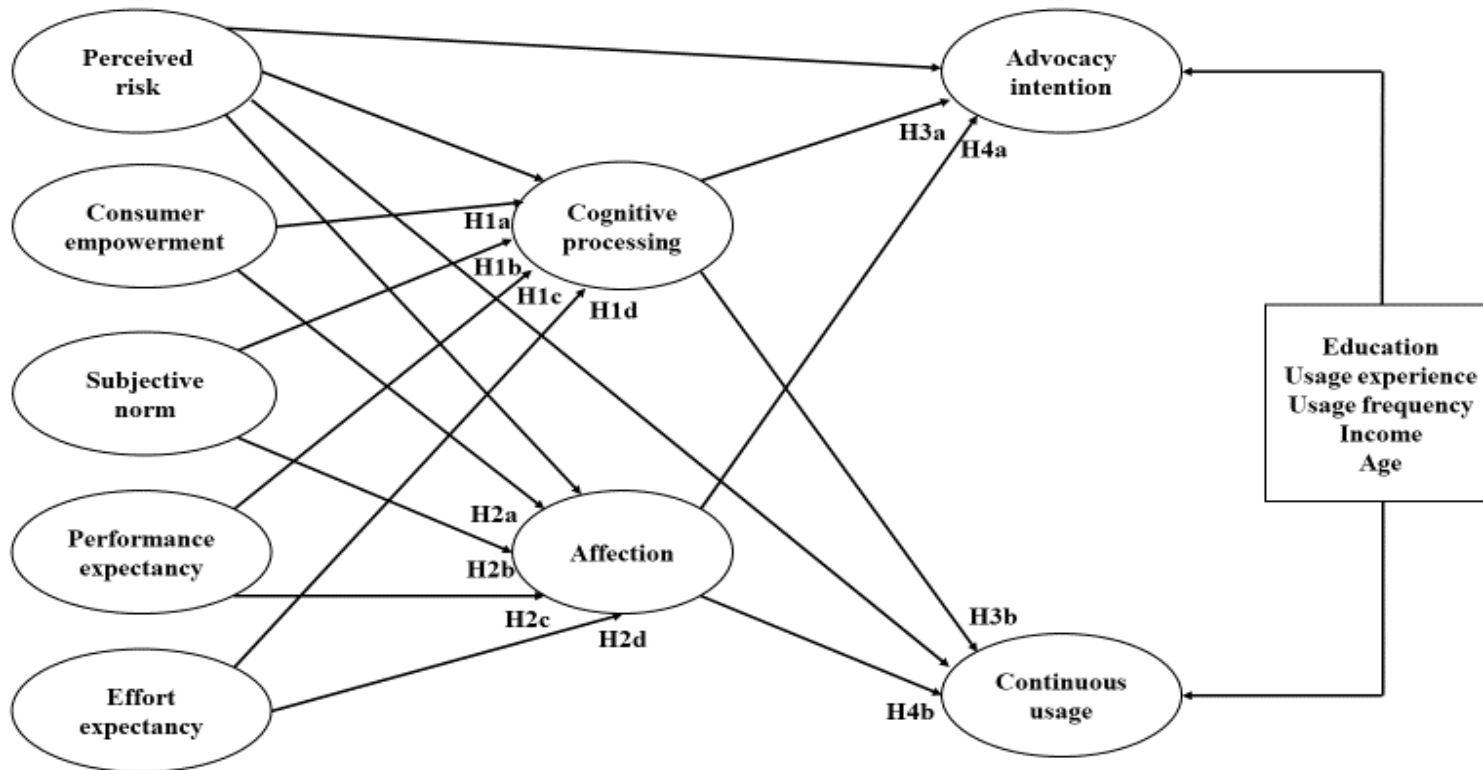 Perceived
risk
Advocacy
intention
H3a
H4a
Consumer
empowerment
Cognitive
processing
H1a
H1b
H1c
H1d
Subjective
norm
Education
Usage experience
Usage frequency
Income
Age
Performance
expectancy
Affection
H2a
H2b
H2c
H2d
Effort
expectancy
Continuous
usage
H3b
H4b